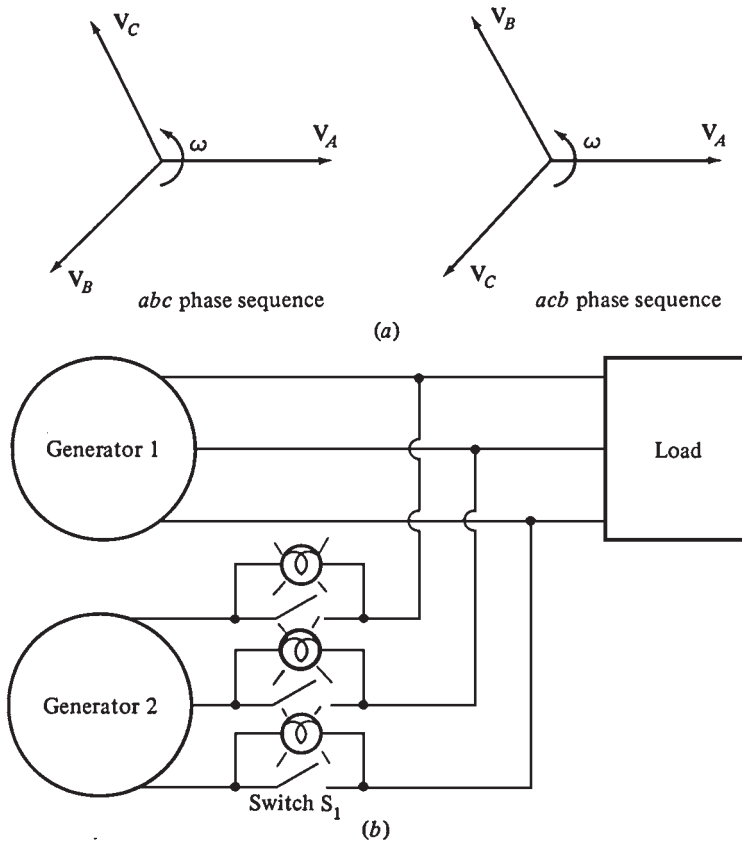 V_C
V_B
ω
V_A
ω
V_A
V_B
V_C
abc phase sequence
acb phase sequence
(a)
Generator 1
Load
Generator 2
Switch S_1
(b)